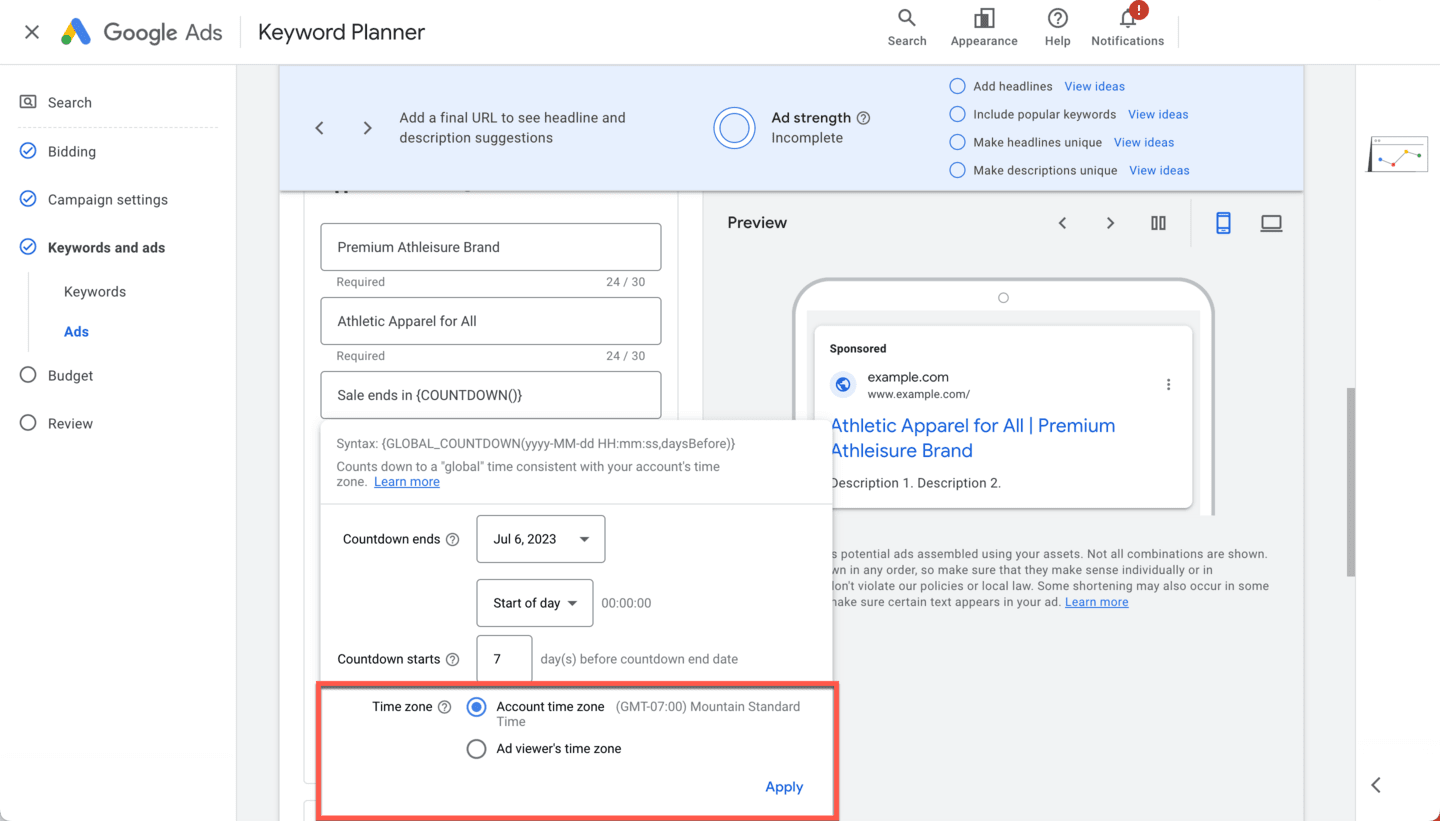 Google Ads
Keyword Planner
Search
Appearance
Help
Notifications
!
Search
Bidding
Campaign settings
Keywords and ads
Keywords
Ads
Budget
Review
Add a final URL to see headline and
description suggestions
Ad strength
Incomplete
Add headlines View ideas
Include popular keywords View ideas
Make headlines unique View ideas
Make descriptions unique View ideas
Premium Athleisure Brand
Required 24 / 30
Athletic Apparel for All
Required 24 / 30
Sale ends in {COUNTDOWN()}
Syntax: {GLOBAL_COUNTDOWN(yyyy-MM-dd HH:mm:ss,daysBefore)}
Counts down to a "global" time consistent with your account's time
zone. Learn more
Countdown ends Jul 6, 2023
Start of day 00:00:00
Countdown starts 7 day(s) before countdown end date
Time zone Account time zone (GMT-07:00) Mountain Standard
Time
Ad viewer's time zone
Apply
Preview
Sponsored
example.com
www.example.com/
Athletic Apparel for All | Premium
Athleisure Brand
Description 1. Description 2.
potential ads assembled using your assets. Not all combinations are shown.
in any order, so make sure that they make sense individually or in
violate our policies or local law. Some shortening may also occur in some
sure certain text appears in your ad. Learn more